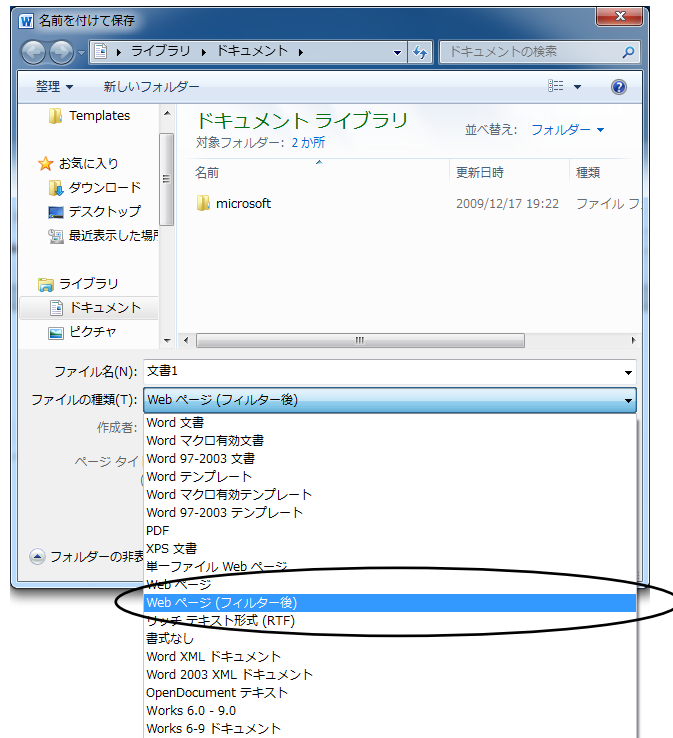 名前を付けて保存
ライブラリ ドキュメント
ドキュメントの検索
整理 新しいフォルダー
Templates
お気に入り
ダウンロード
デスクトップ
最近表示した場所
ライブラリ
ドキュメント
ピクチャ
ドキュメント ライブラリ
対象フォルダー: 2 か所
並べ替え: フォルダー
名前 更新日時 種類
microsoft 2009/12/17 19:22 ファイル フ
ファイル名(N): 文書1
ファイルの種類(T): Web ページ (フィルター後)
作成者:
ページ タイ
フォルダーの非表
Word 文書
Word マクロ有効文書
Word 97-2003 文書
Word テンプレート
Word マクロ有効テンプレート
Word 97-2003 テンプレート
PDF
XPS 文書
単一ファイル Web ページ
Web ページ
Web ページ (フィルター後)
リッチ テキスト形式 (RTF)
書式なし
Word XML ドキュメント
Word 2003 XML ドキュメント
OpenDocument テキスト
Works 6.0 - 9.0
Works 6-9 ドキュメント